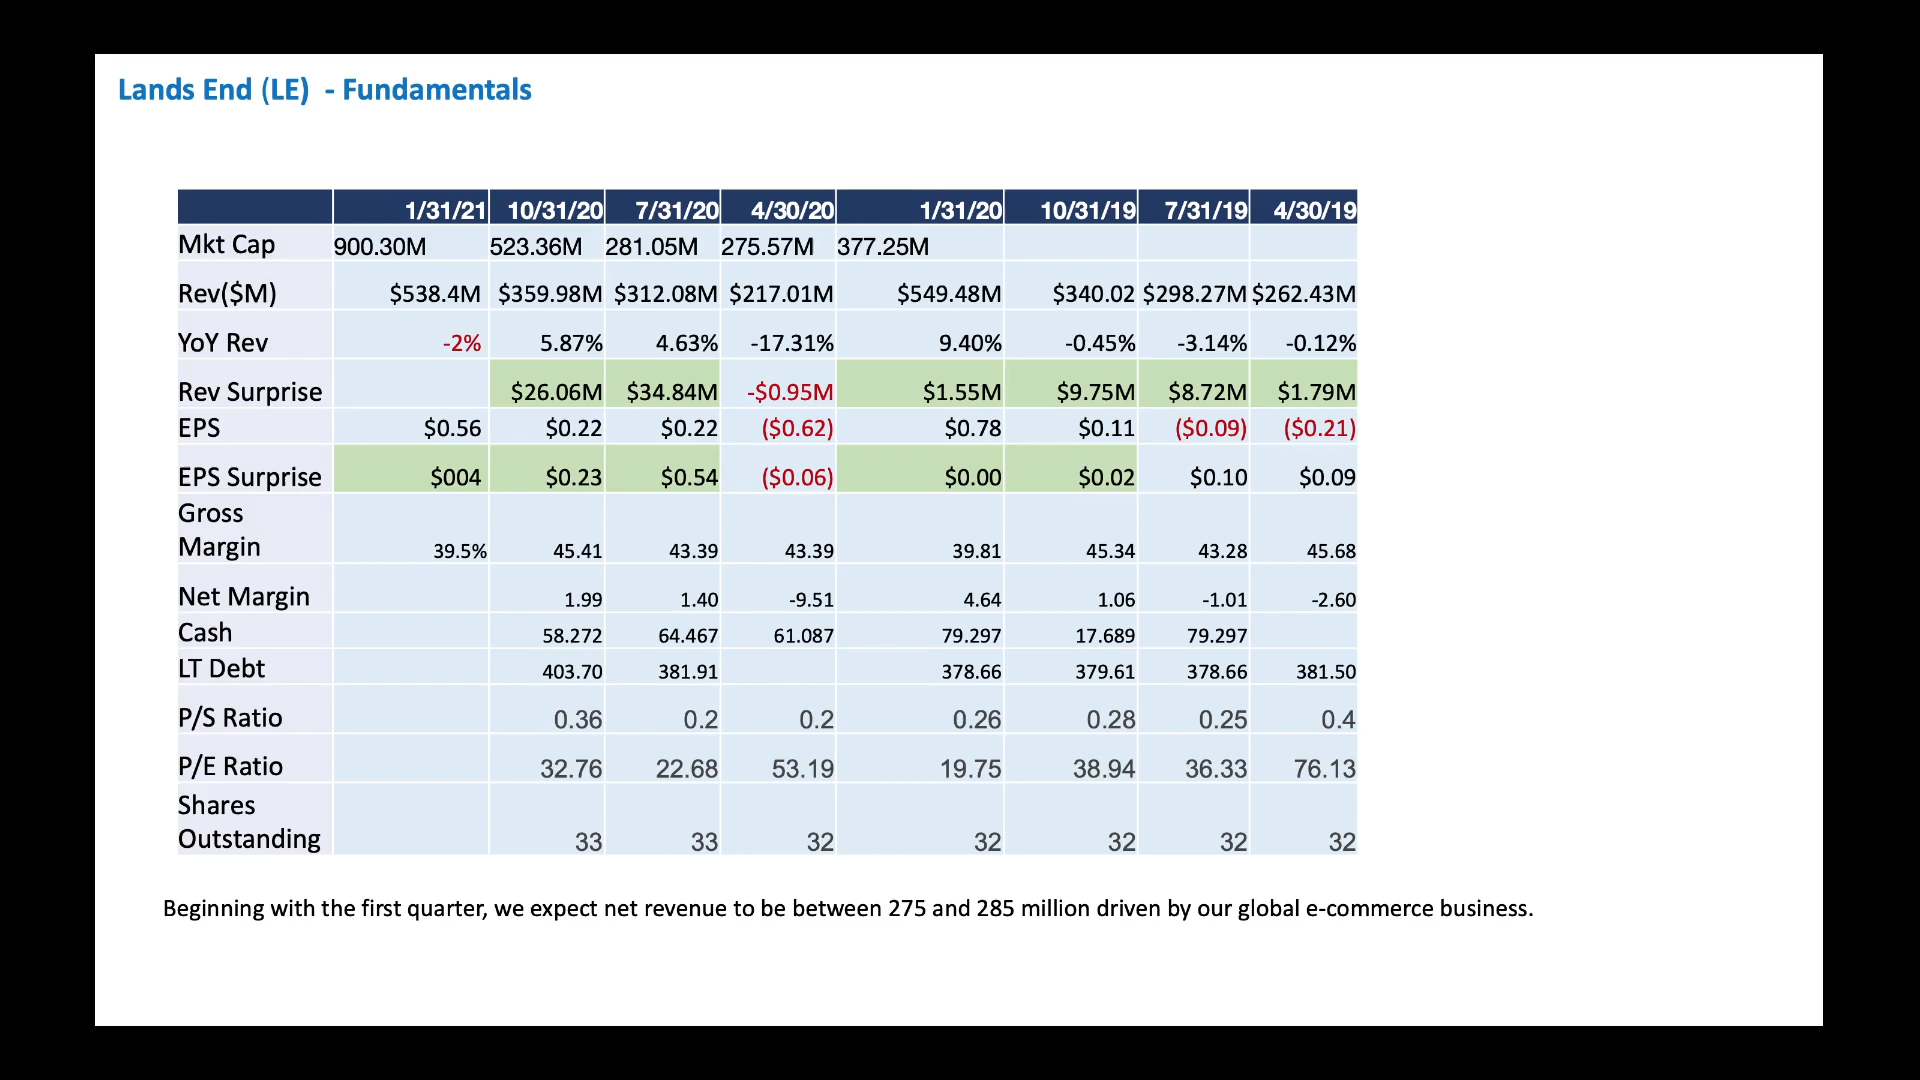 Lands End (LE) - Fundamentals
1/31/21 10/31/20 7/31/20 4/30/20 1/31/20 10/31/19 7/31/19 4/30/19
Mkt Cap 900.30M 523.36M 281.05M 275.57M 377.25M
Rev($M) $538.4M $359.98M $312.08M $217.01M $549.48M $340.02 $298.27M $262.43M
YoY Rev -2% 5.87% 4.63% -17.31% 9.40% -0.45% -3.14% -0.12%
Rev Surprise $26.06M $34.84M -$0.95M $1.55M $9.75M $8.72M $1.79M
EPS $0.56 $0.22 $0.22 ($0.62) $0.78 $0.11 ($0.09) ($0.21)
EPS Surprise $004 $0.23 $0.54 ($0.06) $0.00 $0.02 $0.10 $0.09
Gross
Margin 39.5% 45.41 43.39 43.39 39.81 45.34 43.28 45.68
Net Margin 1.99 1.40 -9.51 4.64 1.06 -1.01 -2.60
Cash 58.272 64.467 61.087 79.297 17.689 79.297
LT Debt 403.70 381.91 378.66 379.61 378.66 381.50
P/S Ratio 0.36 0.2 0.2 0.26 0.28 0.25 0.4
P/E Ratio 32.76 22.68 53.19 19.75 38.94 36.33 76.13
Shares
Outstanding 33 33 32 32 32 32 32
Beginning with the first quarter, we expect net revenue to be between 275 and 285 million driven by our global e-commerce business.